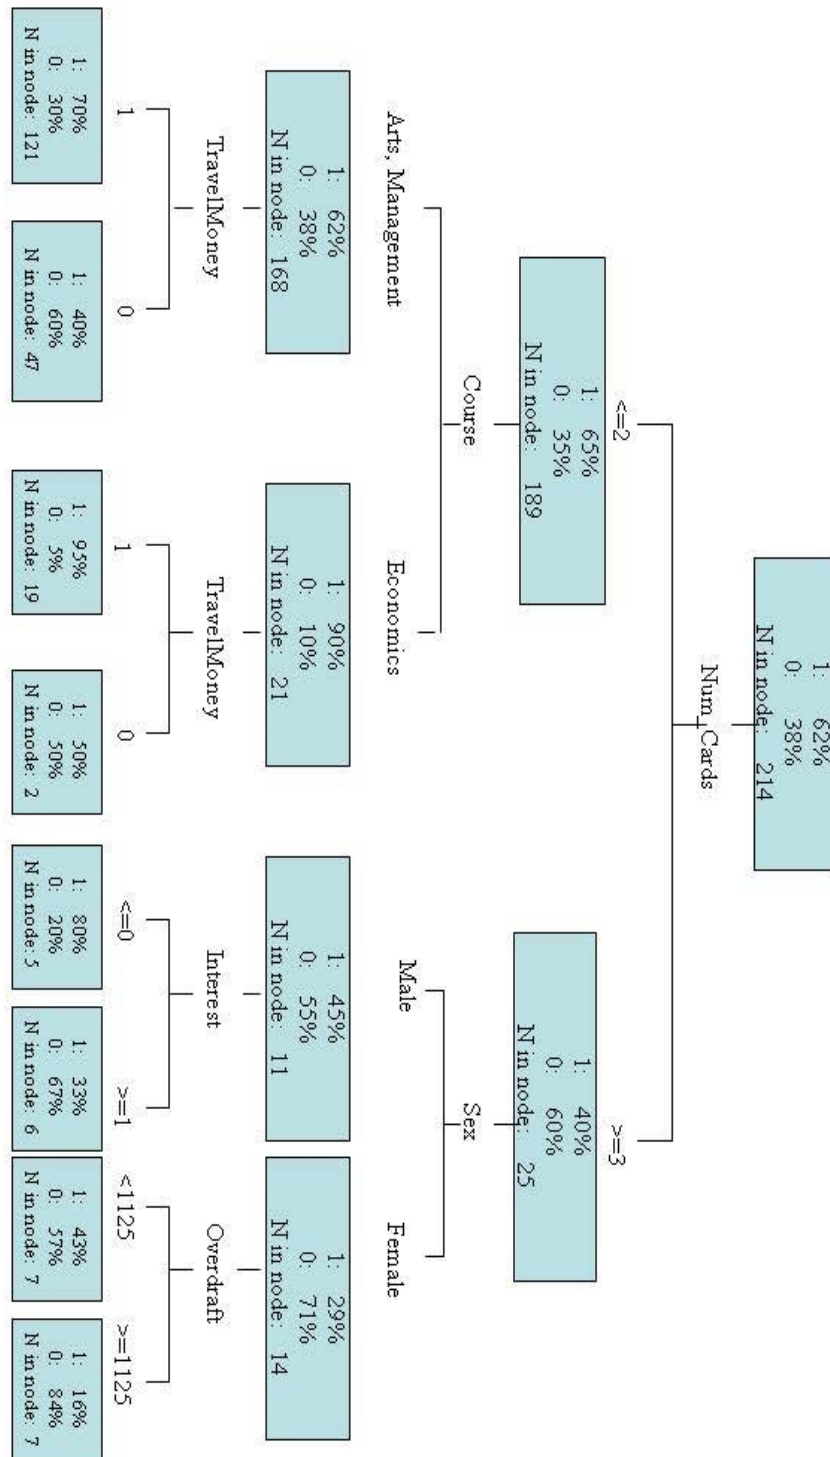 1: 62%
0: 38%
N in node: 214
Num_Cards
<=2
>=3
1: 65%
0: 35%
N in node: 189
1: 40%
0: 60%
N in node: 25
Course
Sex
Arts, Management
Economics
Male
Female
1: 62%
0: 38%
N in node: 168
1: 90%
0: 10%
N in node: 21
1: 45%
0: 55%
N in node: 11
1: 29%
0: 71%
N in node: 14
TravelMoney
TravelMoney
Interest
Overdraft
1
0
1
0
<=0
>=1
<1125
>=1125
1: 70%
0: 30%
N in node: 121
1: 40%
0: 60%
N in node: 47
1: 95%
0: 5%
N in node: 19
1: 50%
0: 50%
N in node: 2
1: 80%
0: 20%
N in node: 5
1: 33%
0: 67%
N in node: 6
1: 43%
0: 57%
N in node: 7
1: 16%
0: 84%
N in node: 7